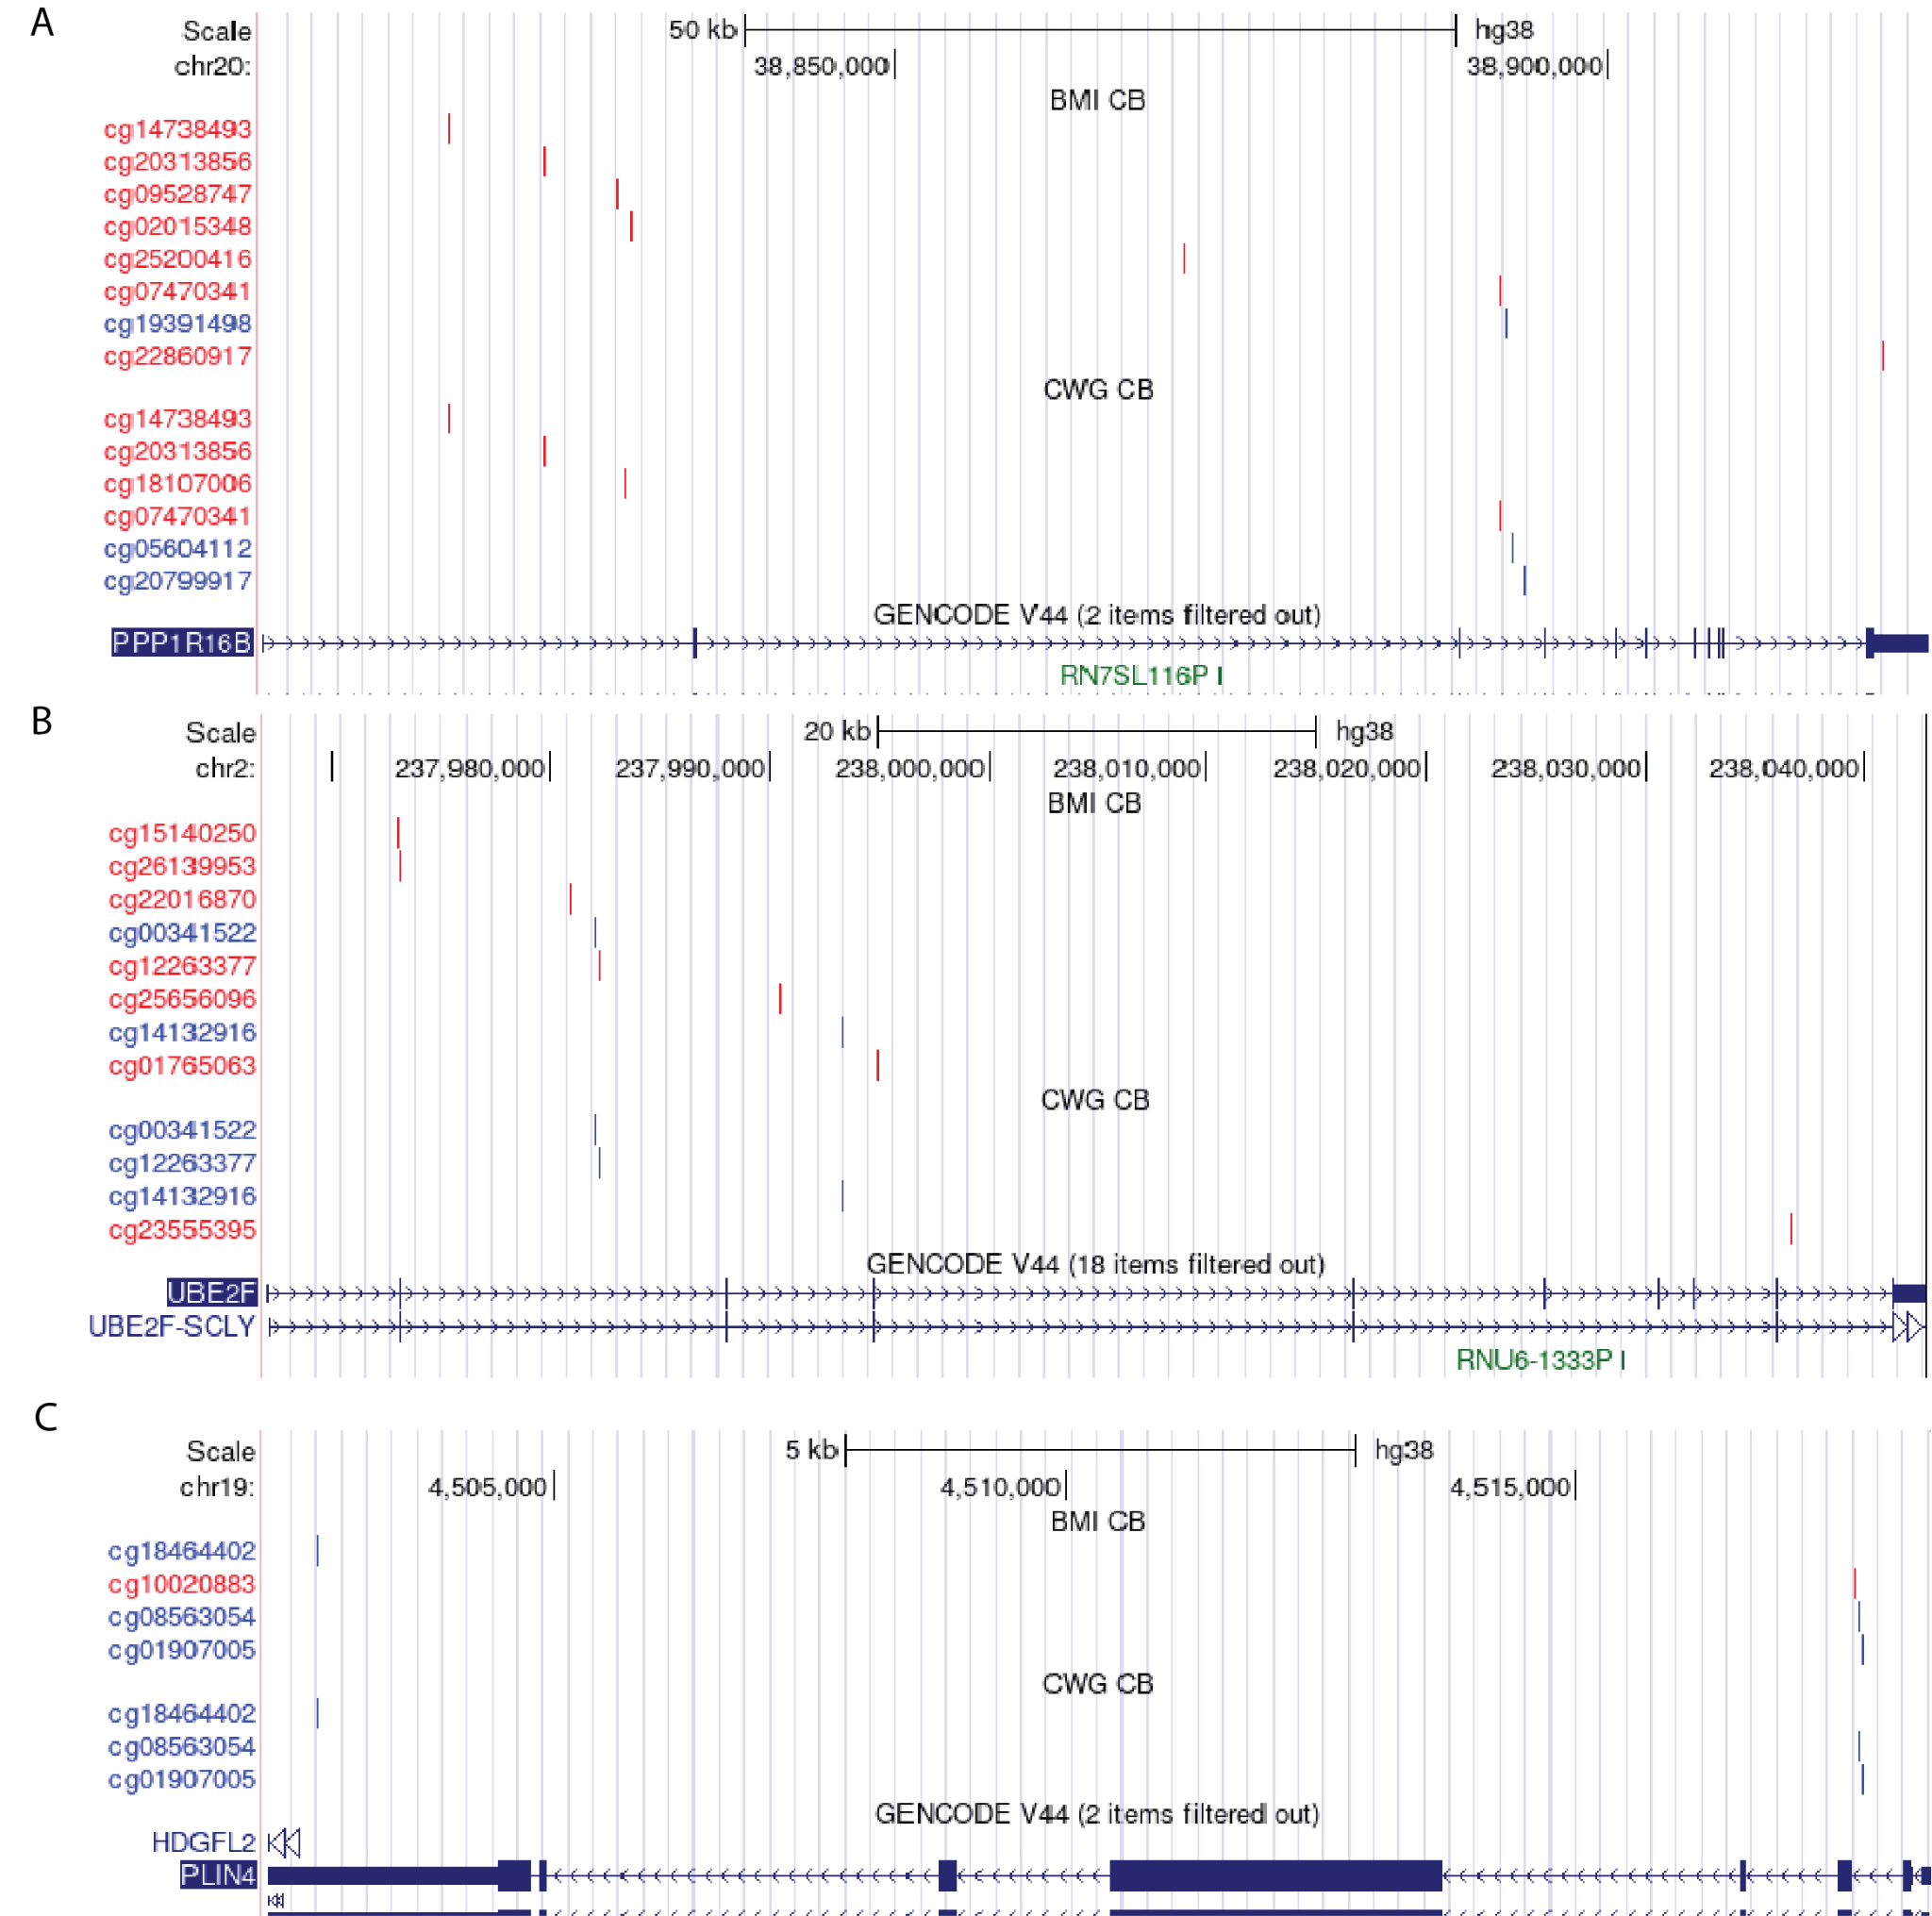 A
Scale 50 kb hg38
chr20: 38,850,000 38,900,000
BMI CB
cg14738493
cg20313856
cg09528747
cg02015348
cg25200416
cg07470341
cg19391498
cg22860917
CWG CB
cg14738493
cg20313856
cg18107006
cg07470341
cg05604112
cg20799917
GENCODE V44 (2 items filtered out)
PPP1R16B
RN7SL116P
B
Scale 20 kb hg38
chr2: 237,980,000 237,990,000 238,000,000 238,010,000 238,020,000 238,030,000 238,040,000
BMI CB
cg15140250
cg26139953
cg22016870
cg00341522
cg12263377
cg25656096
cg14132916
cg01765063
CWG CB
cg00341522
cg12263377
cg14132916
cg23555395
GENCODE V44 (18 items filtered out)
UBE2F
UBE2F-SCLY
RNU6-1333P
C
Scale 5 kb hg38
chr19: 4,505,000 4,510,000 4,515,000
BMI CB
cg18464402
cg10020883
cg08563054
cg01907005
CWG CB
cg18464402
cg08563054
cg01907005
GENCODE V44 (2 items filtered out)
HDGFL2
PLIN4